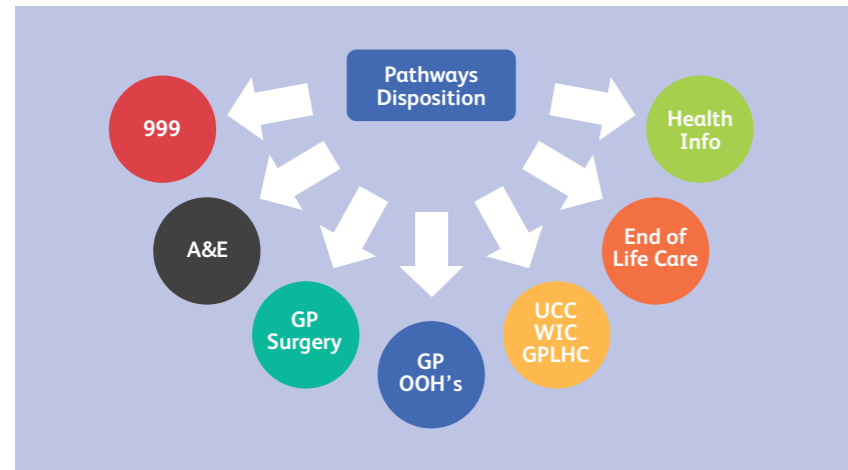 Pathways
Disposition
999
Health
Info
A&E
End of
Life Care
GP
Surgery
UCC
WIC
GPLHC
GP
OOH's